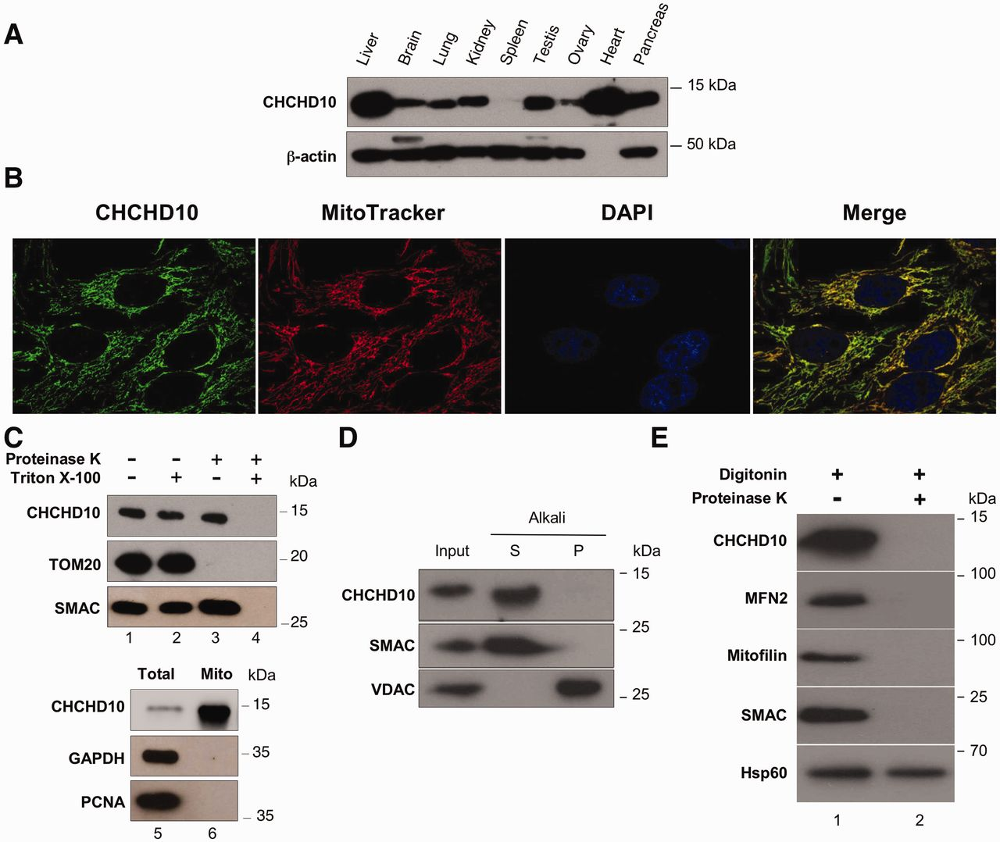 A
Liver Brain Lung Kidney Spleen Testis Ovary Heart Pancreas
CHCHD10
15 kDa
β-actin
50 kDa
B
CHCHD10 MitoTracker DAPI Merge
C
Proteinase K - - + +
Triton X-100 - + - +
kDa
CHCHD10
15
TOM20
20
SMAC
25
1 2 3 4
Total Mito kDa
CHCHD10
15
GAPDH
35
PCNA
35
5 6
D
Alkali
Input S P kDa
CHCHD10
15
SMAC
25
VDAC
25
E
Digitonin + +
Proteinase K - +
kDa
CHCHD10
15
MFN2
100
Mitofilin
100
SMAC
25
Hsp60
70
1 2